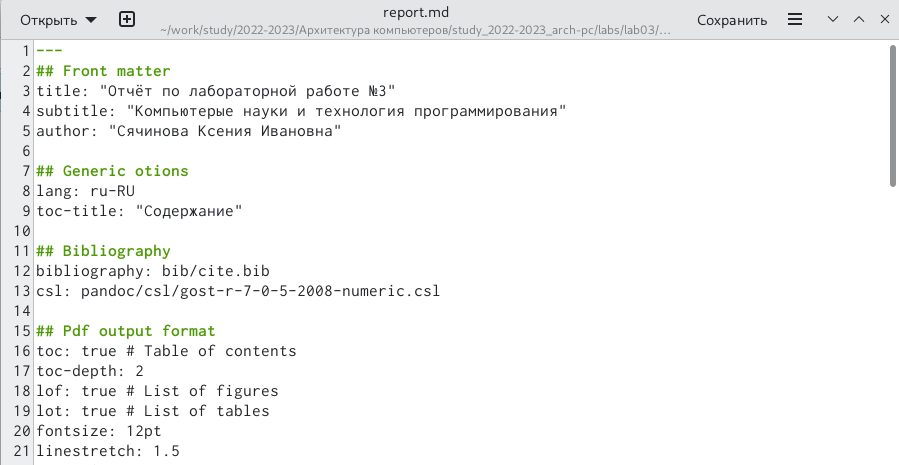 Открыть
report.md
~/work/study/2022-2023/Архитектура компьютеров/study_2022-2023_arch-pc/labs/lab03/...
Сохранить
1 ---
2 ## Front matter
3 title: "Отчёт по лабораторной работе №3"
4 subtitle: "Компьютерые науки и технология программирования"
5 author: "Сячинова Ксения Ивановна"
6
7 ## Generic otions
8 lang: ru-RU
9 toc-title: "Содержание"
10
11 ## Bibliography
12 bibliography: bib/cite.bib
13 csl: pandoc/csl/gost-r-7-0-5-2008-numeric.csl
14
15 ## Pdf output format
16 toc: true # Table of contents
17 toc-depth: 2
18 lof: true # List of figures
19 lot: true # List of tables
20 fontsize: 12pt
21 linestretch: 1.5